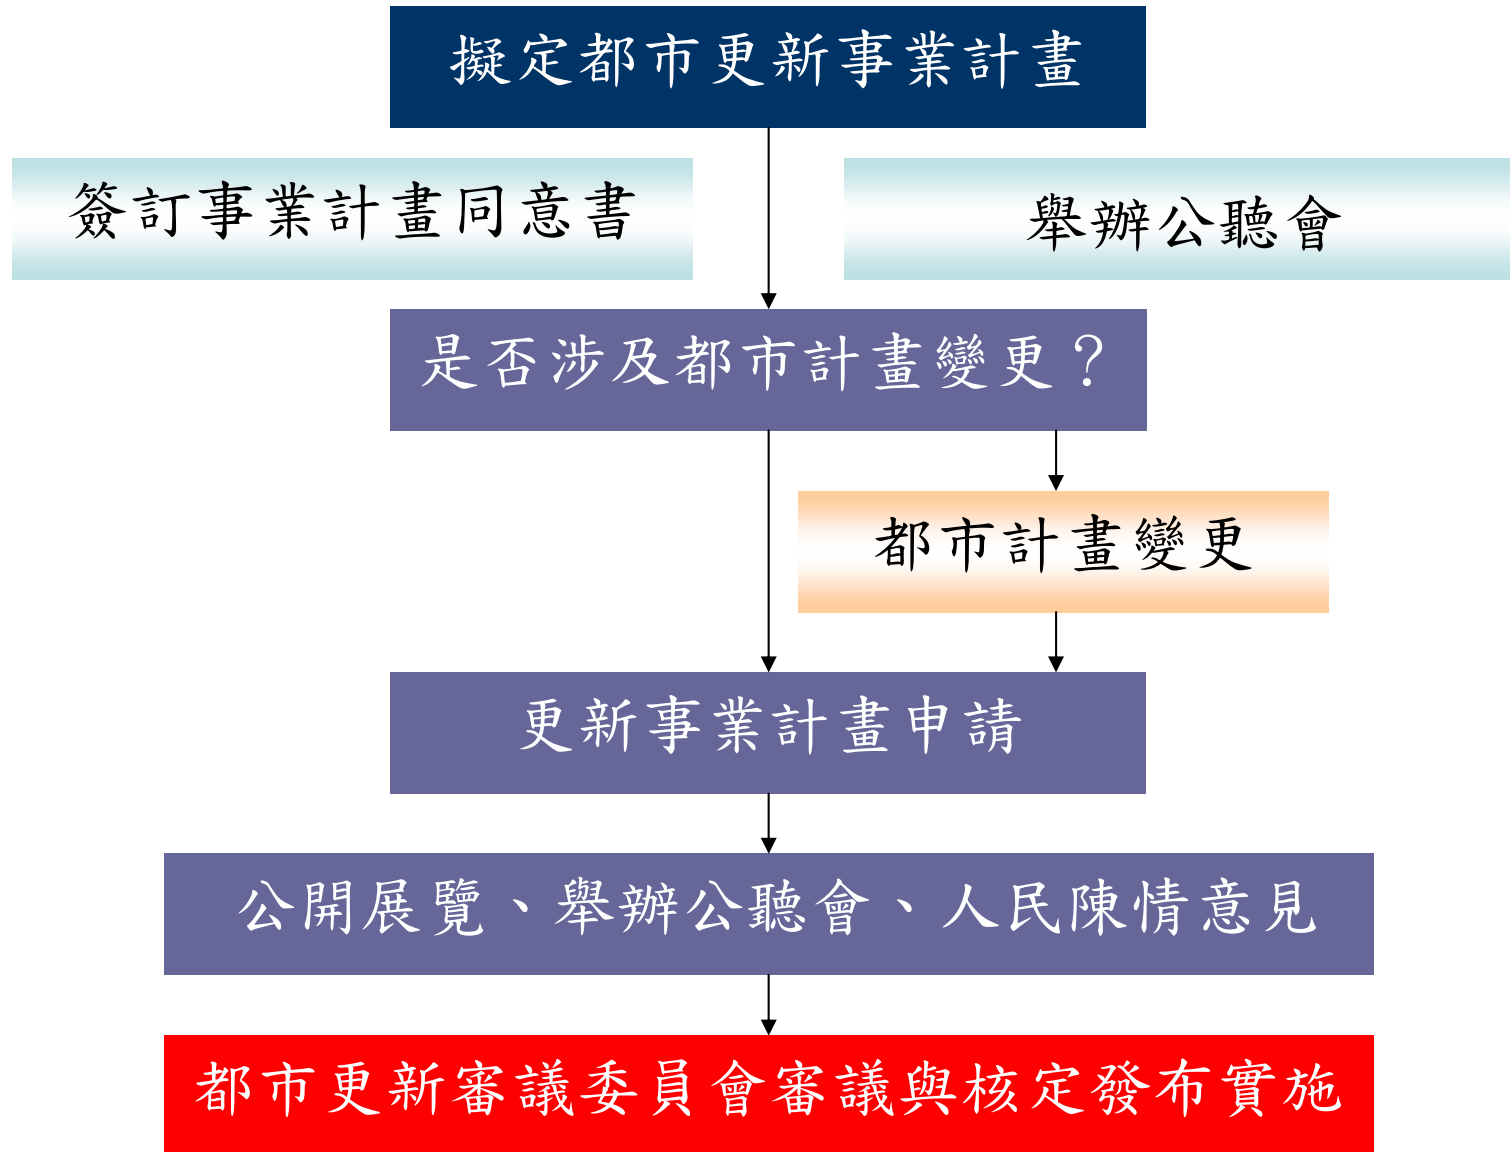 擬定都市更新事業計畫
簽訂事業計畫同意書
舉辦公聽會
是否涉及都市計畫變更？
都市計畫變更
更新事業計畫申請
公開展覽、舉辦公聽會、人民陳情意見
都市更新審議委員會審議與核定發布實施